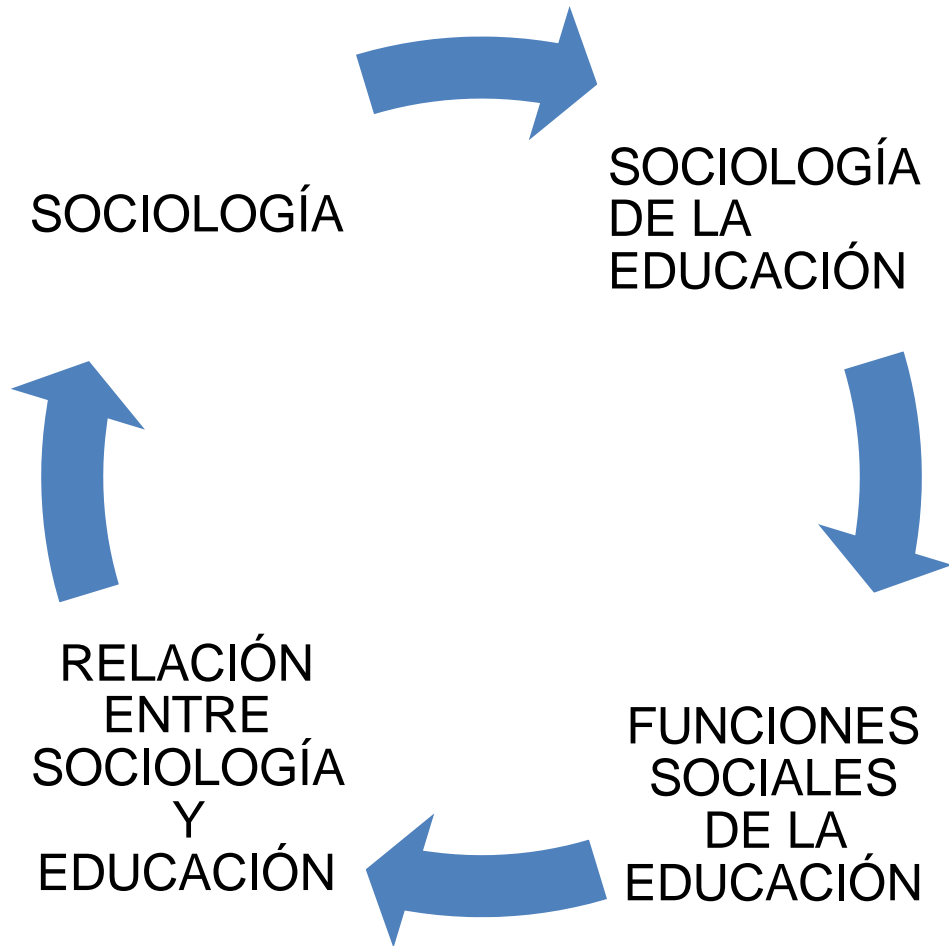 SOCIOLOGÍA
SOCIOLOGÍA
DE LA
EDUCACIÓN
FUNCIONES
SOCIALES
DE LA
EDUCACIÓN
RELACIÓN
ENTRE
SOCIOLOGÍA
Y
EDUCACIÓN